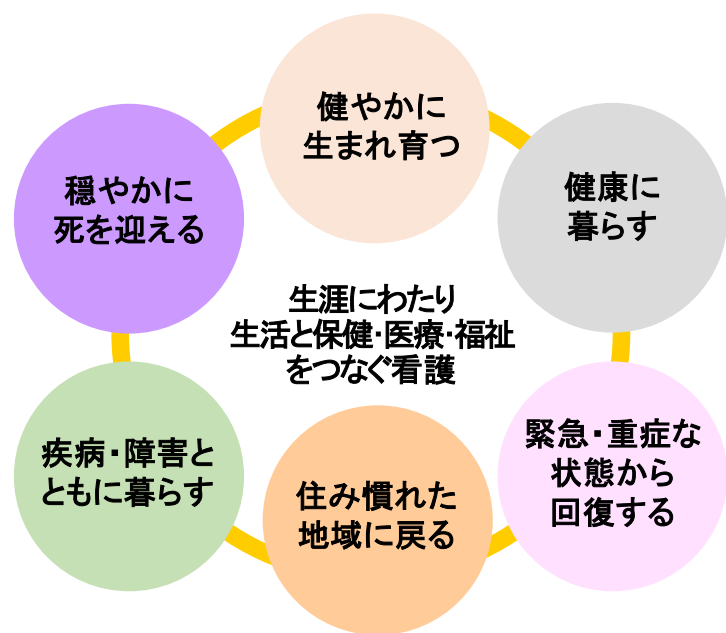 健やかに
生まれ育つ
健康に
暮らす
緊急・重症な
状態から
回復する
住み慣れた
地域に戻る
疾病・障害と
ともに暮らす
穏やかに
死を迎える
生涯にわたり
生活と保健・医療・福祉
をつなぐ看護